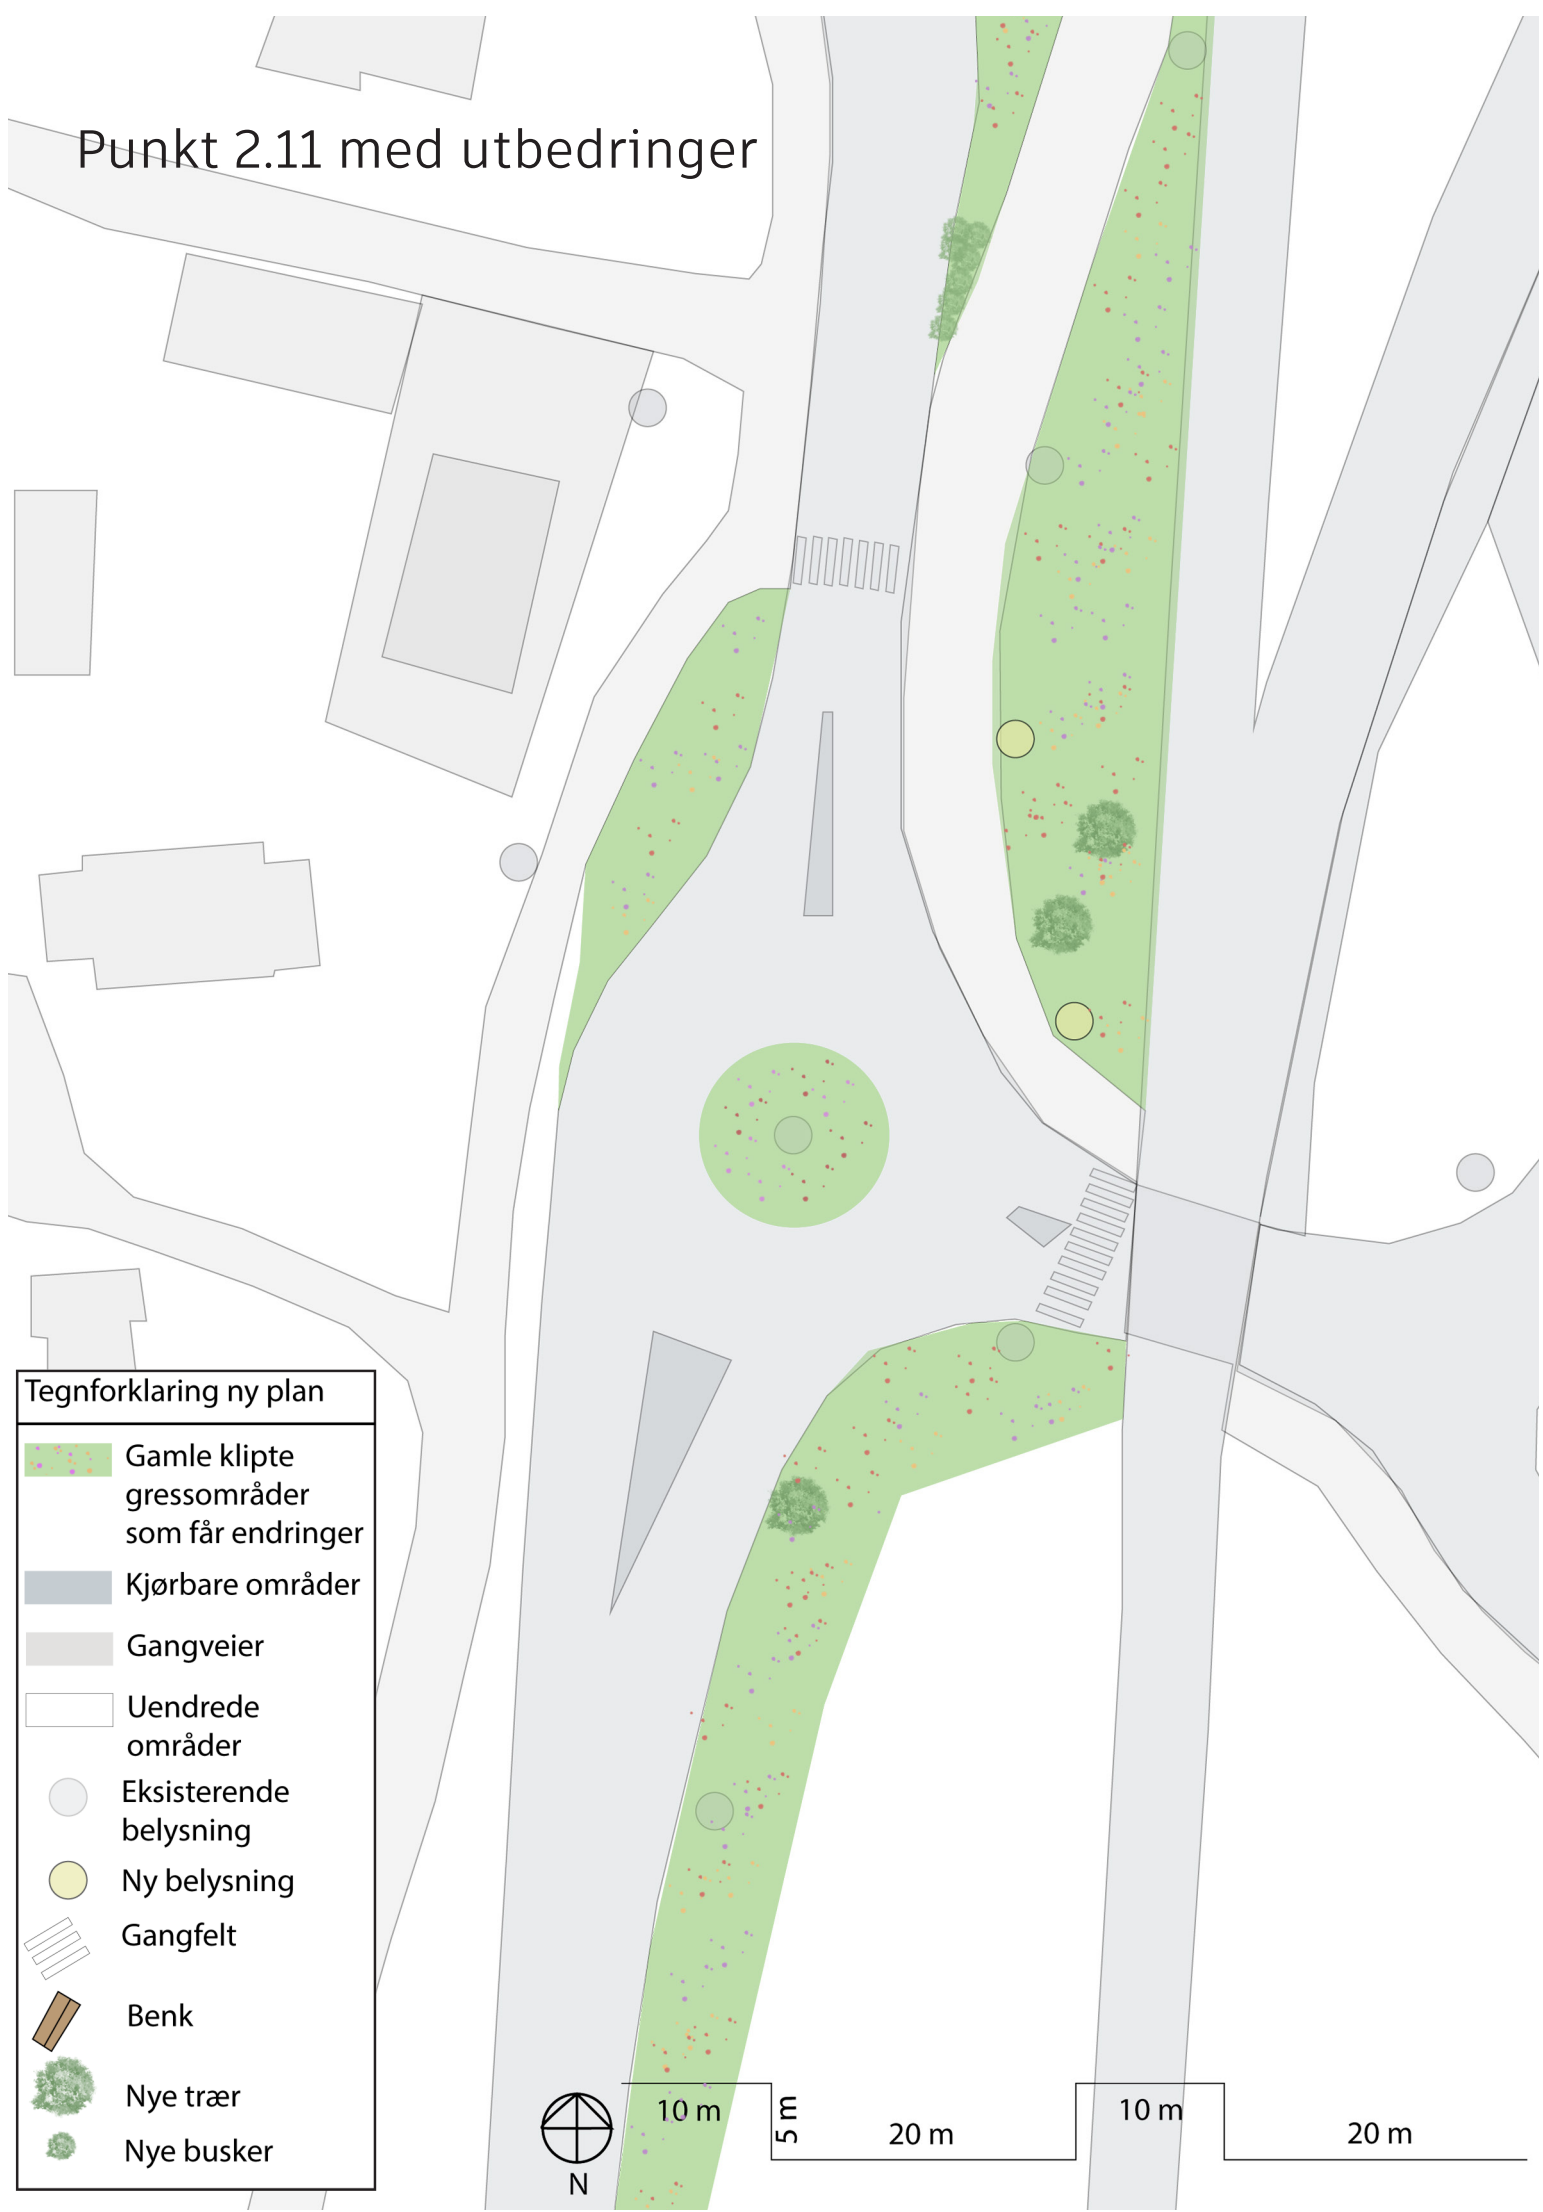 Punkt 2.11 med utbedringer
Tegnforklaring ny plan
Gamle klipte
gressområder
som får endringer
Kjørbare områder
Gangveier
Uendrede
områder
Eksisterende
belysning
Ny belysning
Gangfelt
Benk
Nye trær
Nye busker
N
10 m
5 m
20 m
10 m
20 m